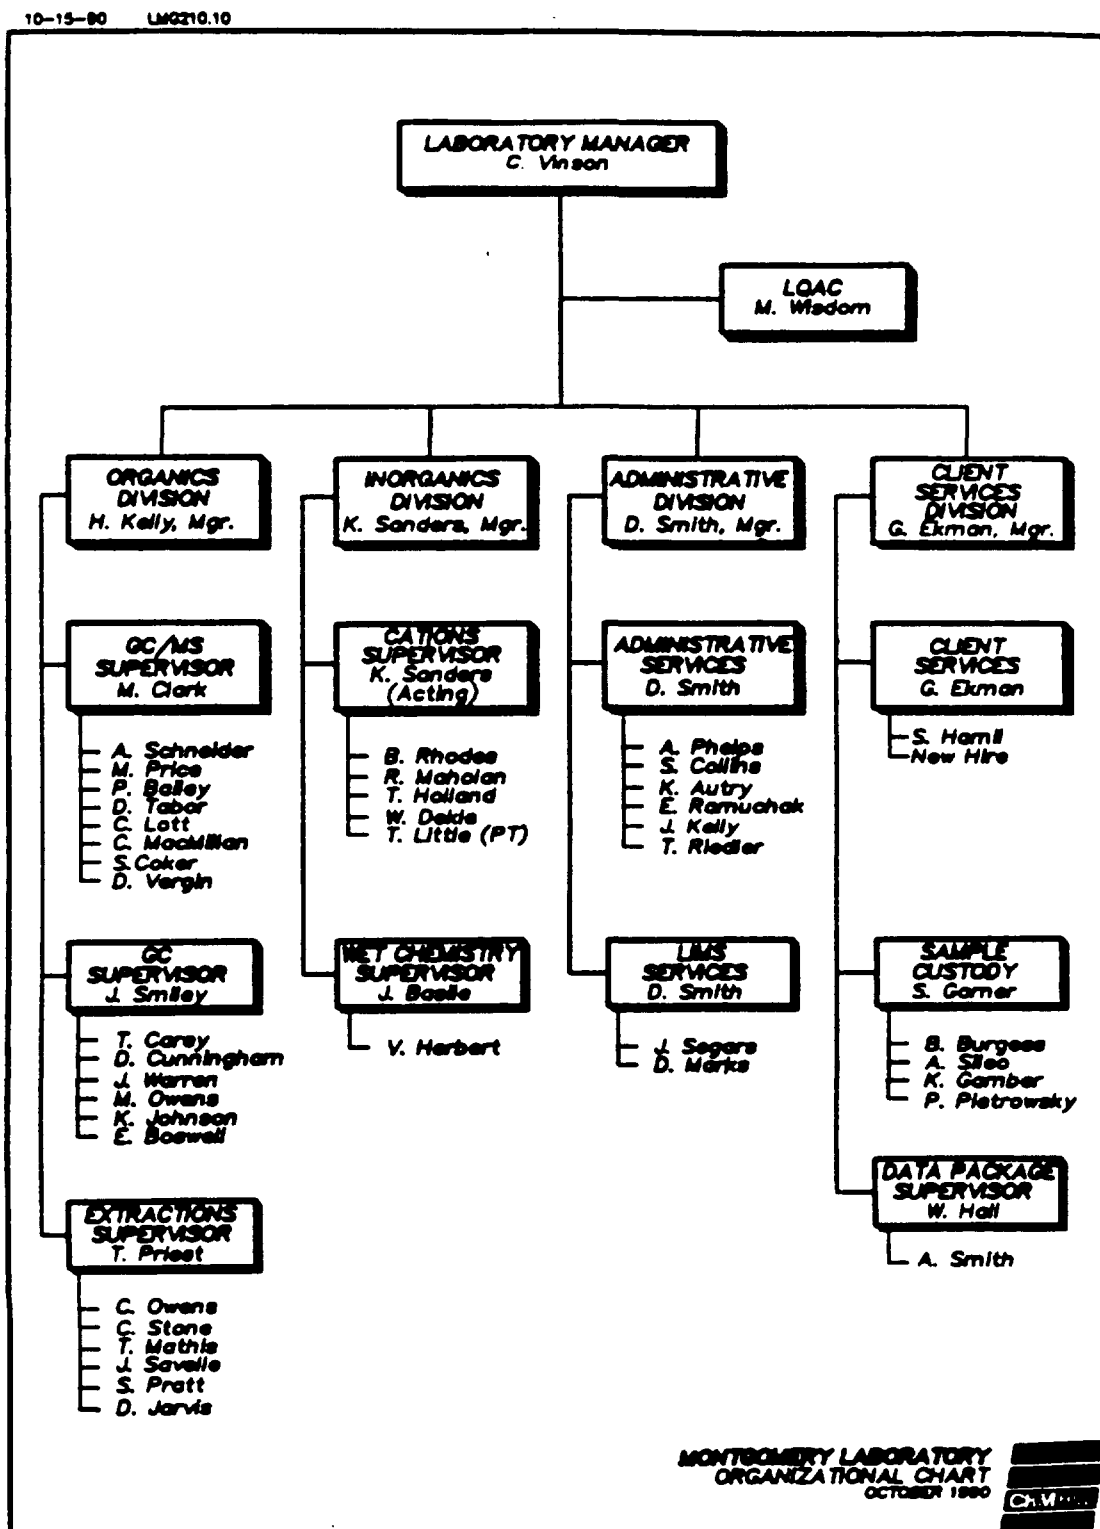 10-15-90 LMG210.10
LABORATORY MANAGER
C. Vinson
LQAC
M. Wisdom
ORGANICS
DIVISION
H. Kelly, Mgr.
INORGANICS
DIVISION
K. Sanders, Mgr.
ADMINISTRATIVE
DIVISION
D. Smith, Mgr.
CLIENT
SERVICES
DIVISION
G. Ekman, Mgr.
GC/MS
SUPERVISOR
M. Clark
CATIONS
SUPERVISOR
K. Sanders
(Acting)
ADMINISTRATIVE
SERVICES
D. Smith
CLIENT
SERVICES
G. Ekman
A. Schneider
M. Price
P. Bailey
D. Tabor
C. Lott
C. MacMillan
S. Coker
D. Vergin
B. Rhodes
R. Maholan
T. Holland
W. Dekle
T. Little (PT)
A. Phelps
S. Collins
K. Autry
E. Ramuchak
J. Kelly
T. Riedler
S. Hamil
New Hire
GC
SUPERVISOR
J. Smiley
WET CHEMISTRY
SUPERVISOR
J.
LIMS
SERVICES
D. Smith
SAMPLE
CUSTODY
S. Garner
T. Carey
D. Cunningham
J. Warren
M. Owens
K. Johnson
E. Boswell
V. Herbert
J. Segars
D. Marks
B. Burgess
A. Sileo
K. Gamber
P. Pietrowsky
EXTRACTIONS
SUPERVISOR
T. Priest
DATA PACKAGE
SUPERVISOR
W. Hall
C. Owens
C. Stone
T. Mathis
J. Savelle
S. Pratt
D. Jarvis
A. Smith
MONTGOMERY LABORATORY
ORGANIZATIONAL CHART
OCTOBER 1990